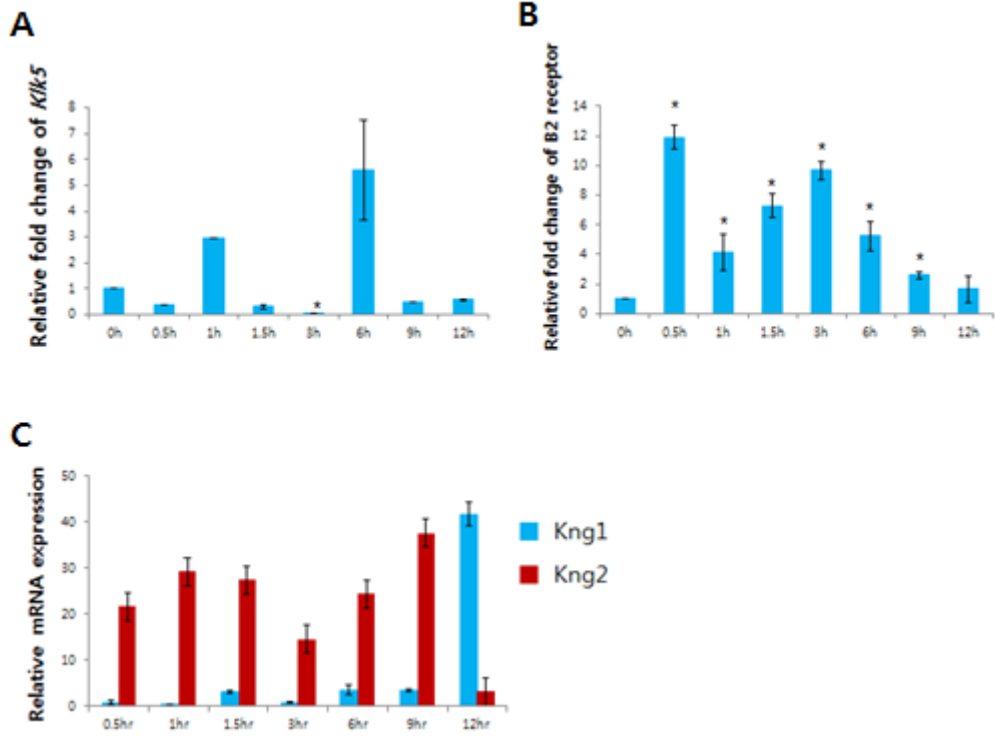 A
Relative fold change of Klk5
8
7
6
5
4
3
2
1
0
*
0h 0.5h 1h 1.5h 3h 6h 9h 12h
B
Relative fold change of B2 receptor
14
12
10
8
6
4
2
0
* * * * * *
0h 0.5h 1h 1.5h 3h 6h 9h 12h
C
Relative mRNA expression
50
40
30
20
10
0
0.5hr 1hr 1.5hr 3hr 6hr 9hr 12hr
Kng1
Kng2